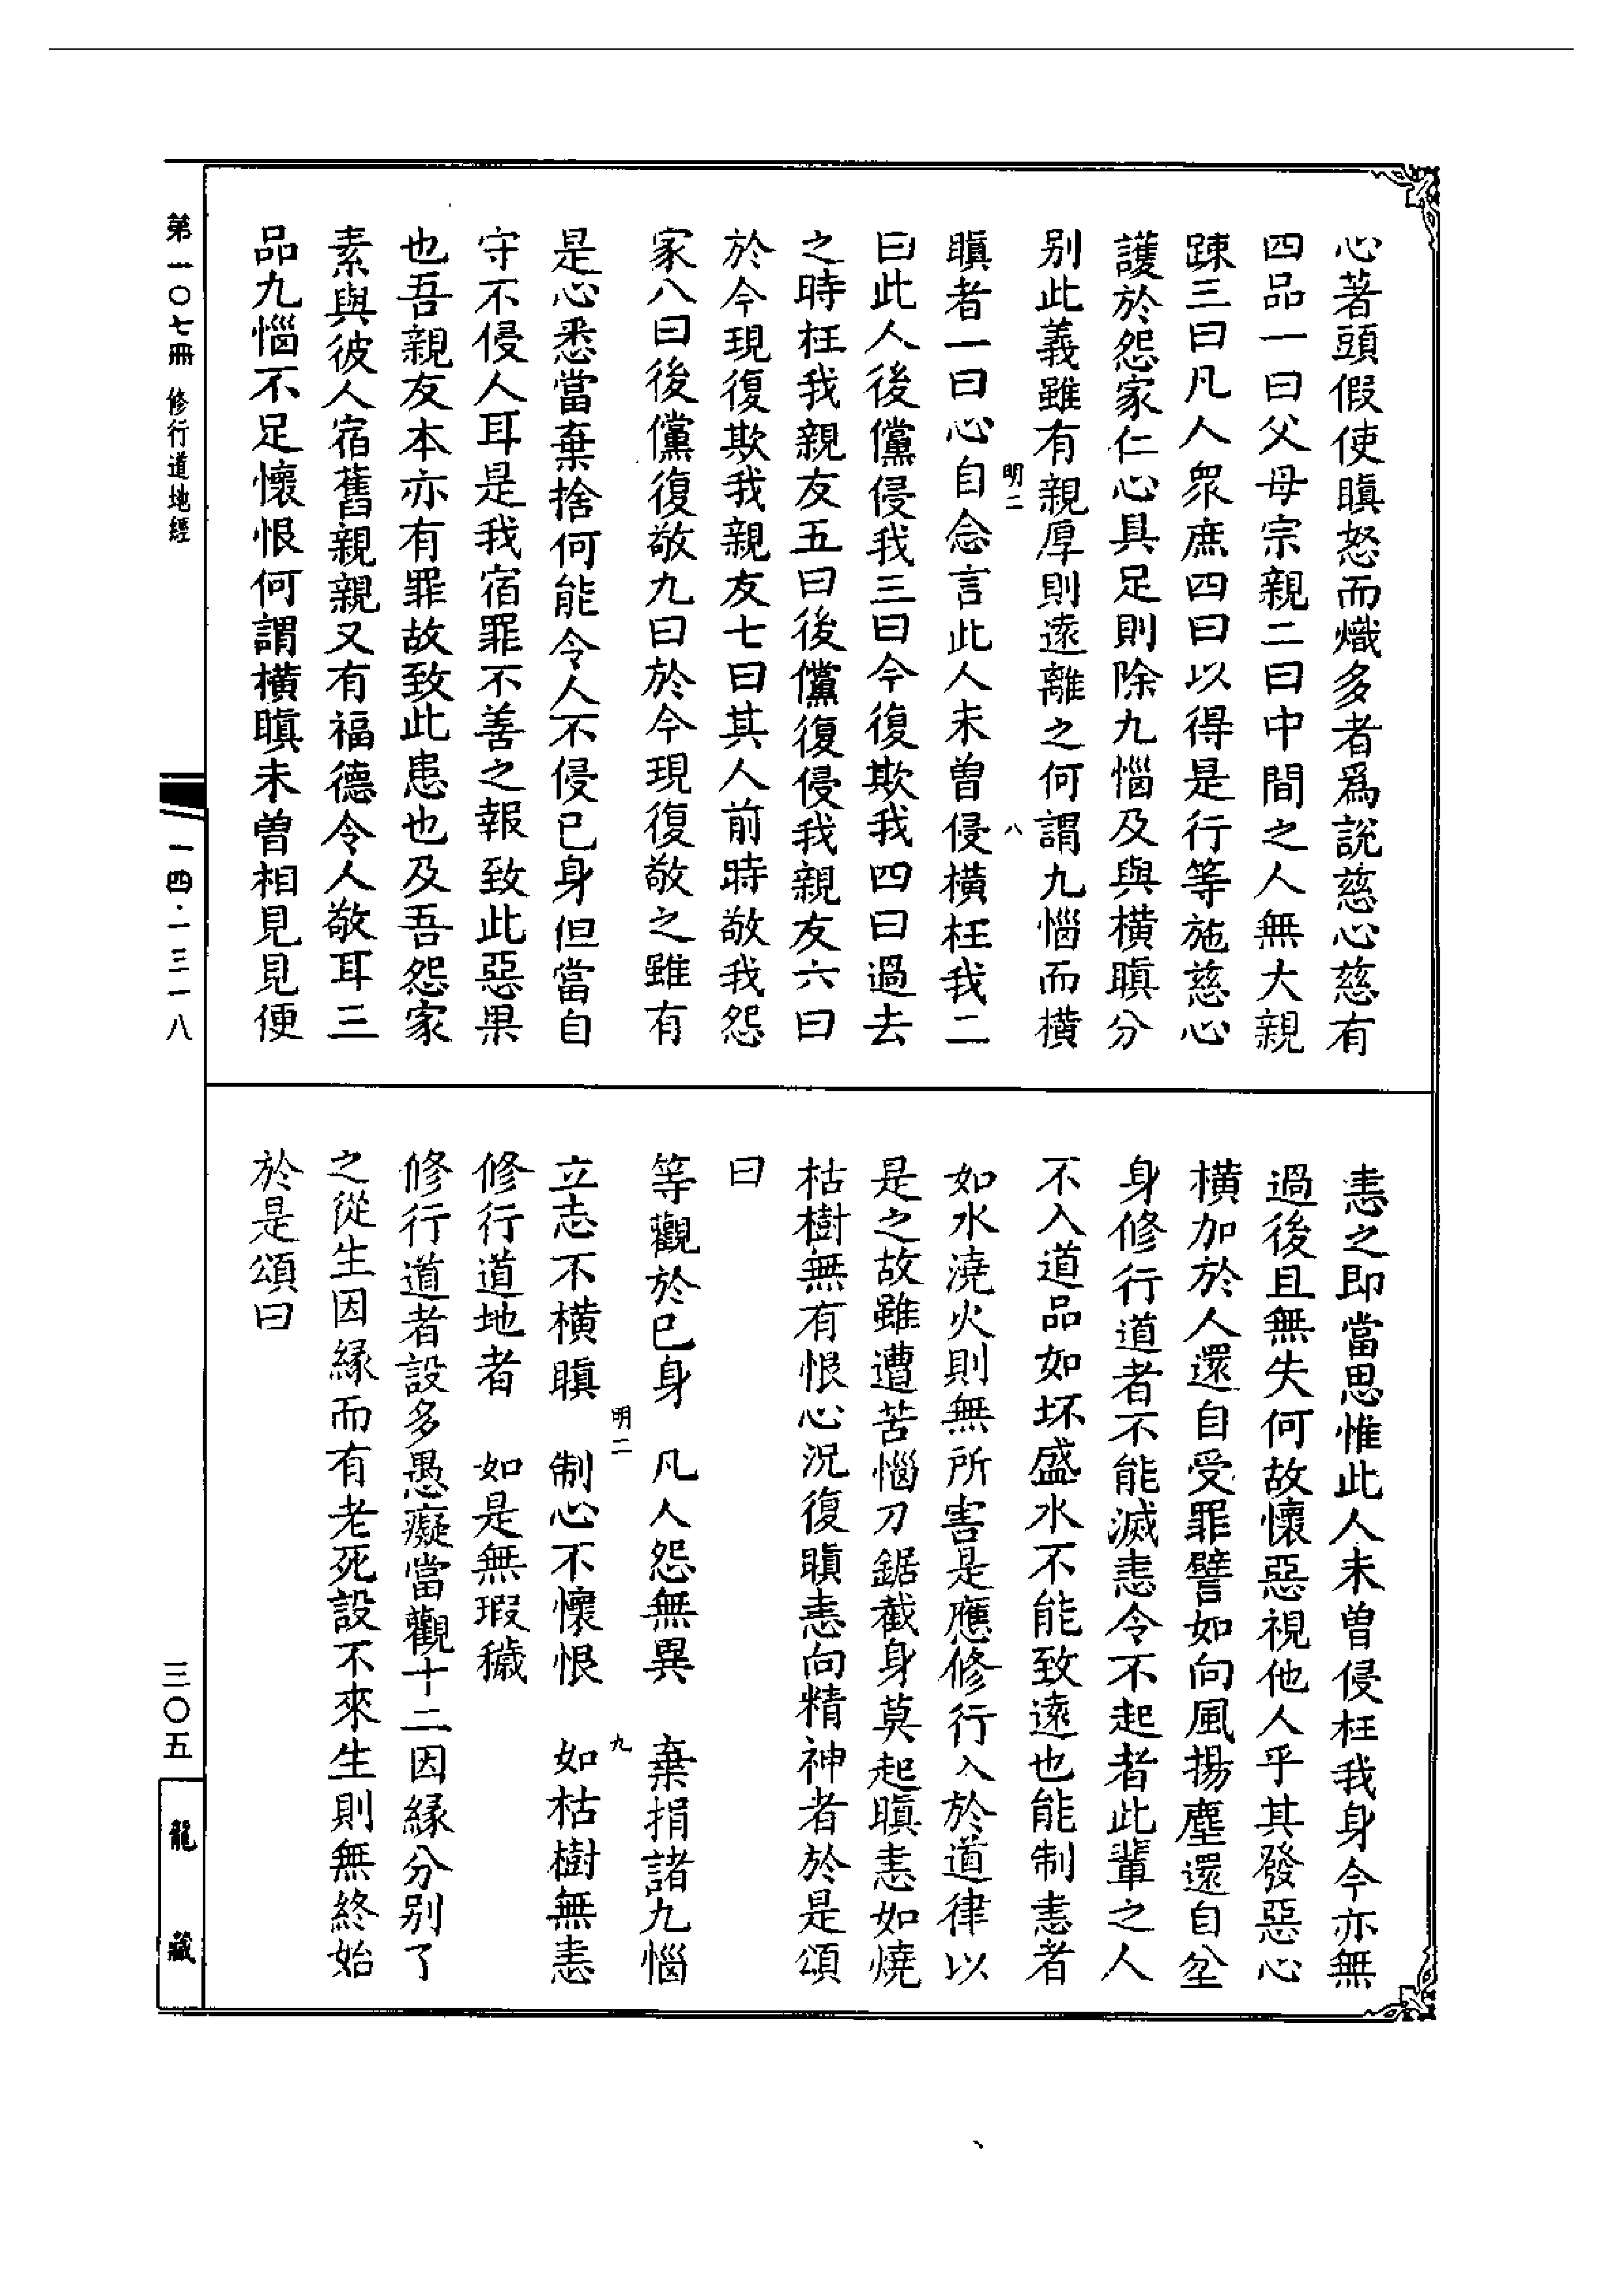 心著頭假使瞋怒而熾多者爲說慈心慈有
四品一曰父母宗親二曰中間之人無大親
踈三曰凡人衆庶四曰以得是行等施慈心
護於怨家仁心具足則除九惱及與橫瞋分
别此義雖有親厚則遠離之何謂九惱而橫
明二
八
瞋者一曰心自念言此人未曾侵橫枉我二
曰此人後儻侵我三曰今復欺我四曰過去
之時枉我親友五曰後儻復侵我親友六曰
於今現復欺我親友七曰其人前時敬我怨
家八曰後儻復敬九曰於今現復敬之雖有
是心悉當棄捨何能令人不侵己身但當自
守不侵人耳是我宿罪不善之報致此惡果
也吾親友本亦有罪故致此患也及吾怨家
素與彼人宿舊親親又有福德令人敬耳三
品九惱不足懷恨何謂橫瞋未曾相見見便
恚之即當思惟此人未曾侵枉我身今亦無
過後且無失何故懷惡視他人乎其發惡心
橫加於人還自受罪譬如向風揚塵還自坌
身修行道者不能滅恚令不起者此輩之人
不入道品如坏盛水不能致遠也能制恚者
如水澆火則無所害是應修行入於道律以
是之故雖遭苦惱刀鋸截身莫起瞋恚如燒
枯樹無有恨心況復瞋恚向精神者於是頌
曰
等觀於己身　凡人怨無異　棄捐諸九惱
明二
九
立志不橫瞋　制心不懷恨　如枯樹無恚
修行道地者　如是無瑕穢
修行道者設多愚癡當觀十二因緣分别了
之從生因緣而有老死設不來生則無終始
於是頌曰
第一〇七冊　修行道地經
一四·一三一八
三〇五
龍藏